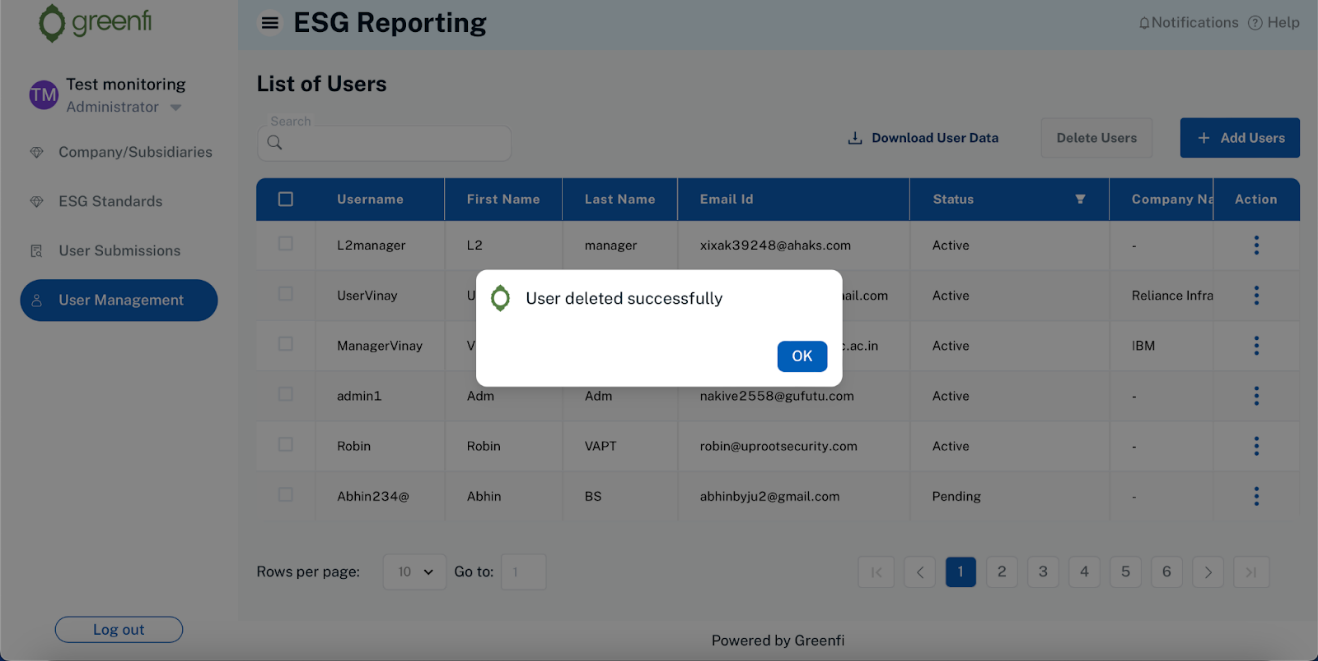 greenfi
ESG Reporting
Notifications
Help
TM
Test monitoring
Administrator
Company/Subsidiaries
ESG Standards
User Submissions
User Management
Log out
List of Users
Search
Download User Data
Delete Users
+ Add Users
Username First Name Last Name Email Id Status Company Na Action
L2manager L2 manager xixak39248@ahaks.com Active -
UserVinay U ail.com Active Reliance Infra
ManagerVinay V c.ac.in Active IBM
admin1 Adm Adm nakive2558@gufutu.com Active -
Robin Robin VAPT robin@uprootsecurity.com Active -
Abhin234@ Abhin BS abhinbyju2@gmail.com Pending -
User deleted successfully
OK
Rows per page: 10 Go to: 1
1 2 3 4 5 6
Powered by Greenfi